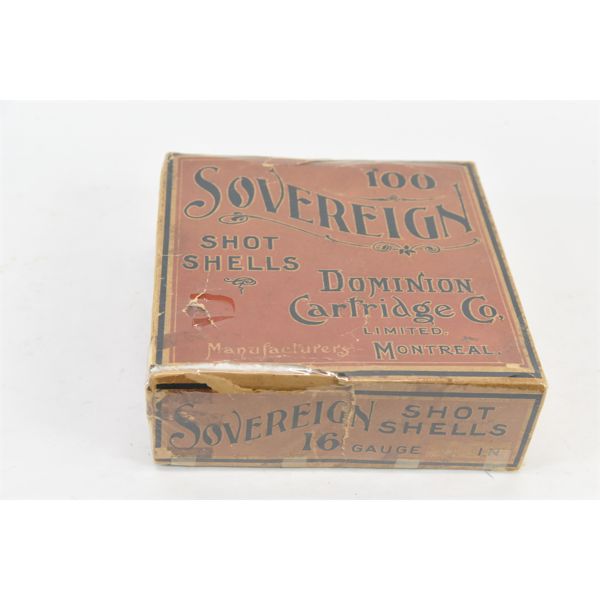 100
SOVEREIGN
SHOT
SHELLS
DOMINION
Cartridge Co,
LIMITED.
Manufacturers MONTREAL.
SOVEREIGN SHOT
SHELLS
16 GAUGE IN